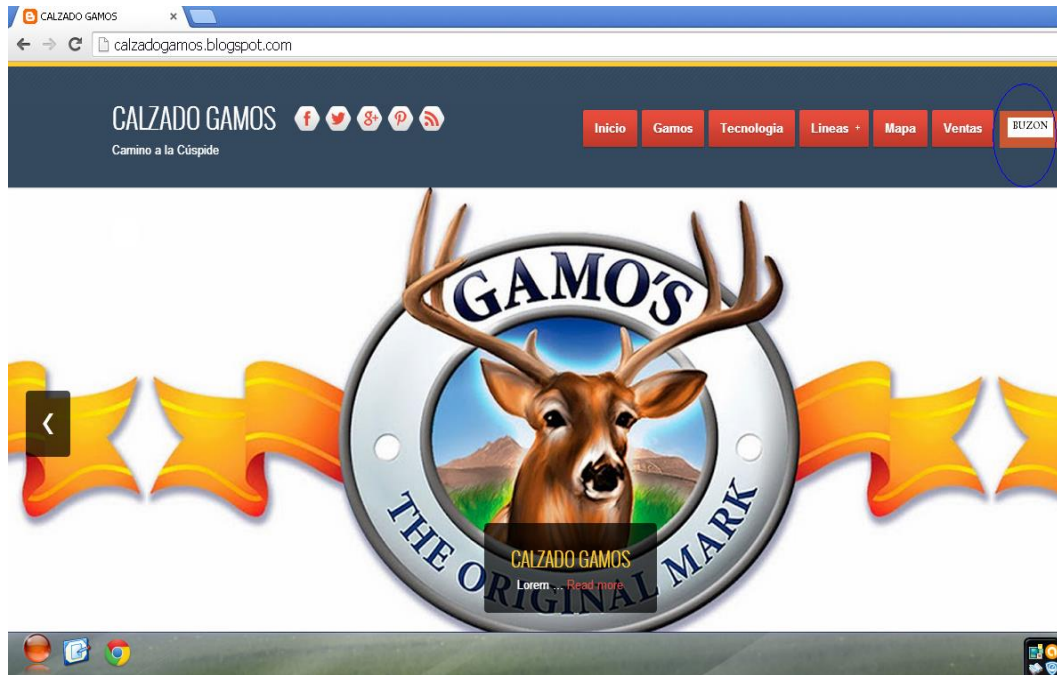 CALZADO GAMOS
calzadogamos.blogspot.com
CALZADO GAMOS
Camino a la Cúspide
Inicio Gamos Tecnologia Lineas + Mapa Ventas BUZON
GAMO'S
THE ORIGINAL MARK
CALZADO GAMOS
Lorem ... Read more